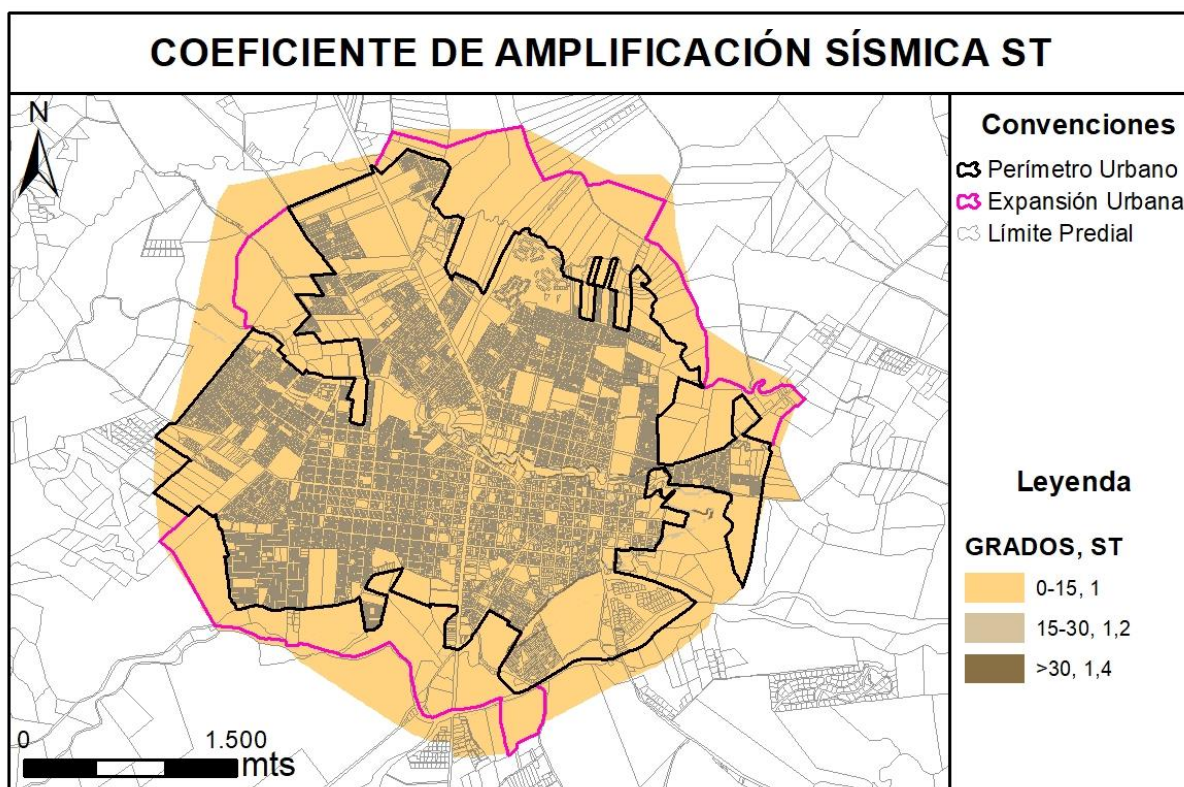 COEFICIENTE DE AMPLIFICACIÓN SÍSMICA ST
N
Convenciones
Perímetro Urbano
Expansión Urbana
Límite Predial
Leyenda
GRADOS, ST
0-15, 1
15-30, 1,2
>30, 1,4
0 1.500
mts